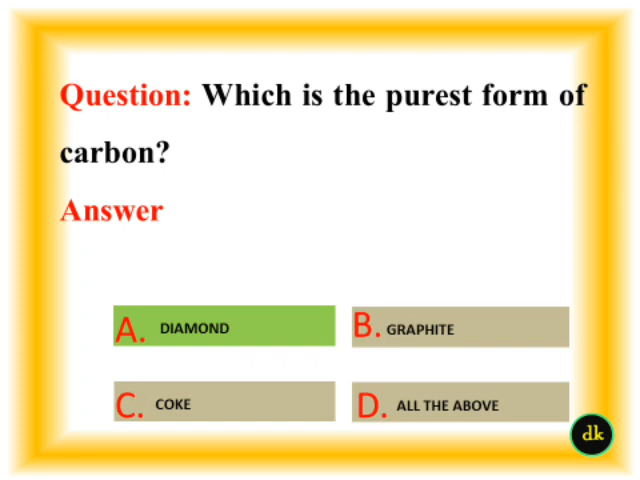 Question: Which is the purest form of
carbon?
Answer
A. DIAMOND
B. GRAPHITE
C. COKE
D. ALL THE ABOVE
dk